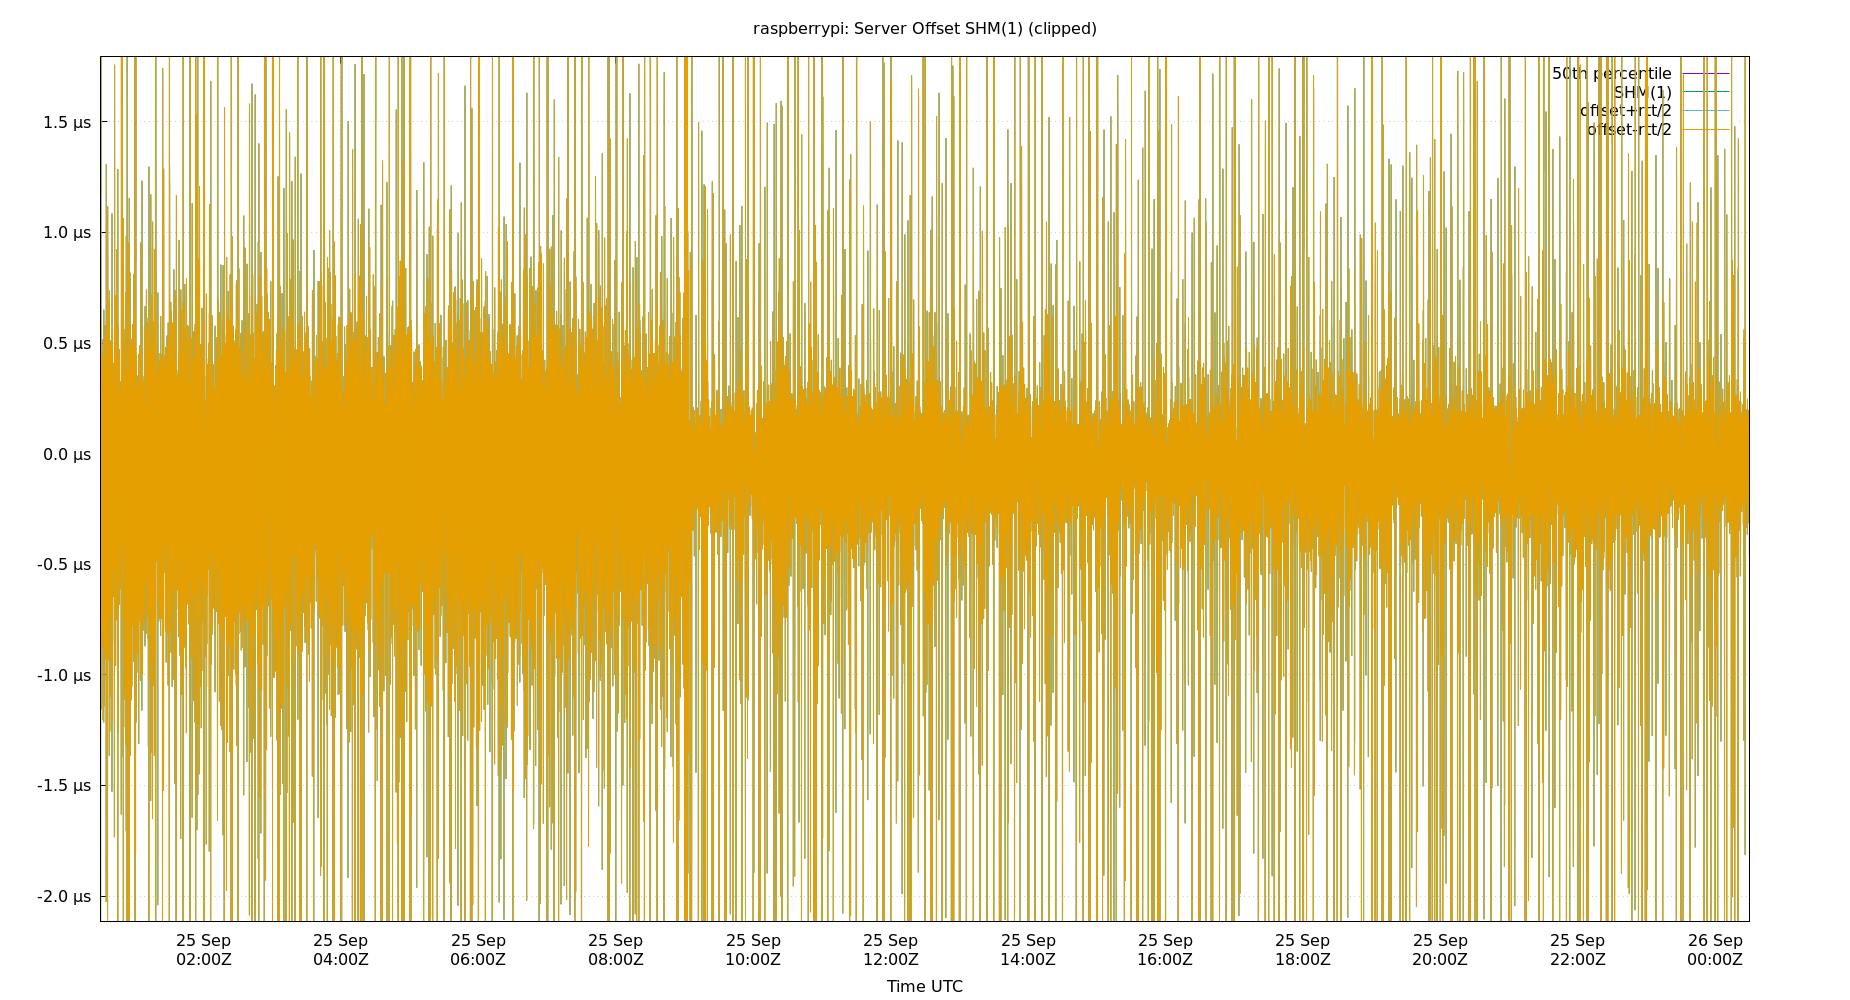 raspberrypi: Server Offset SHM(1) (clipped)
50th percentile
SHM(1)
offset+rtt/2
offset-rtt/2
1.5 µs
1.0 µs
0.5 µs
0.0 µs
-0.5 µs
-1.0 µs
-1.5 µs
-2.0 µs
25 Sep 25 Sep 25 Sep 25 Sep 25 Sep 25 Sep 25 Sep 25 Sep 25 Sep 25 Sep 25 Sep 26 Sep
02:00Z 04:00Z 06:00Z 08:00Z 10:00Z 12:00Z 14:00Z 16:00Z 18:00Z 20:00Z 22:00Z 00:00Z
Time UTC